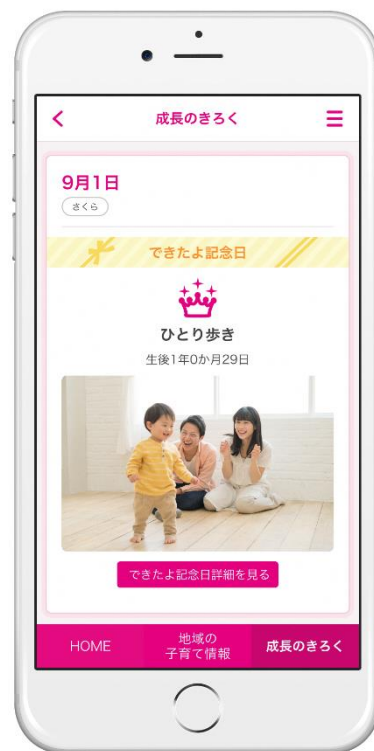 成長のきろく
9月1日
さくら
できたよ記念日
ひとり歩き
生後1年0か月29日
できたよ記念日詳細を見る
HOME
地域の
子育て情報
成長のきろく